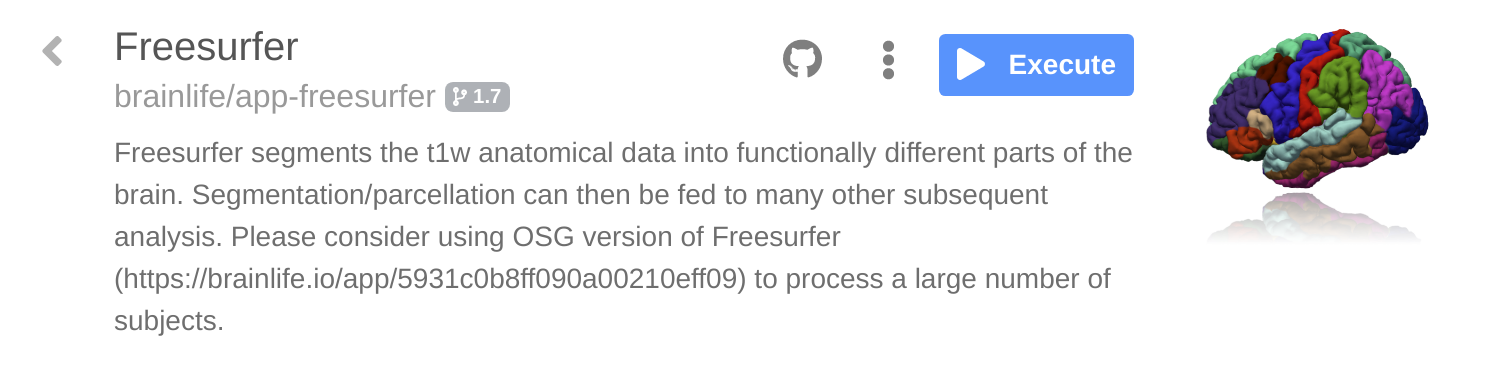 Freesurfer
brainlife/app-freesurfer 1.7
Execute
Freesurfer segments the t1w anatomical data into functionally different parts of the
brain. Segmentation/parcellation can then be fed to many other subsequent
analysis. Please consider using OSG version of Freesurfer
(https://brainlife.io/app/5931c0b8ff090a00210eff09) to process a large number of
subjects.